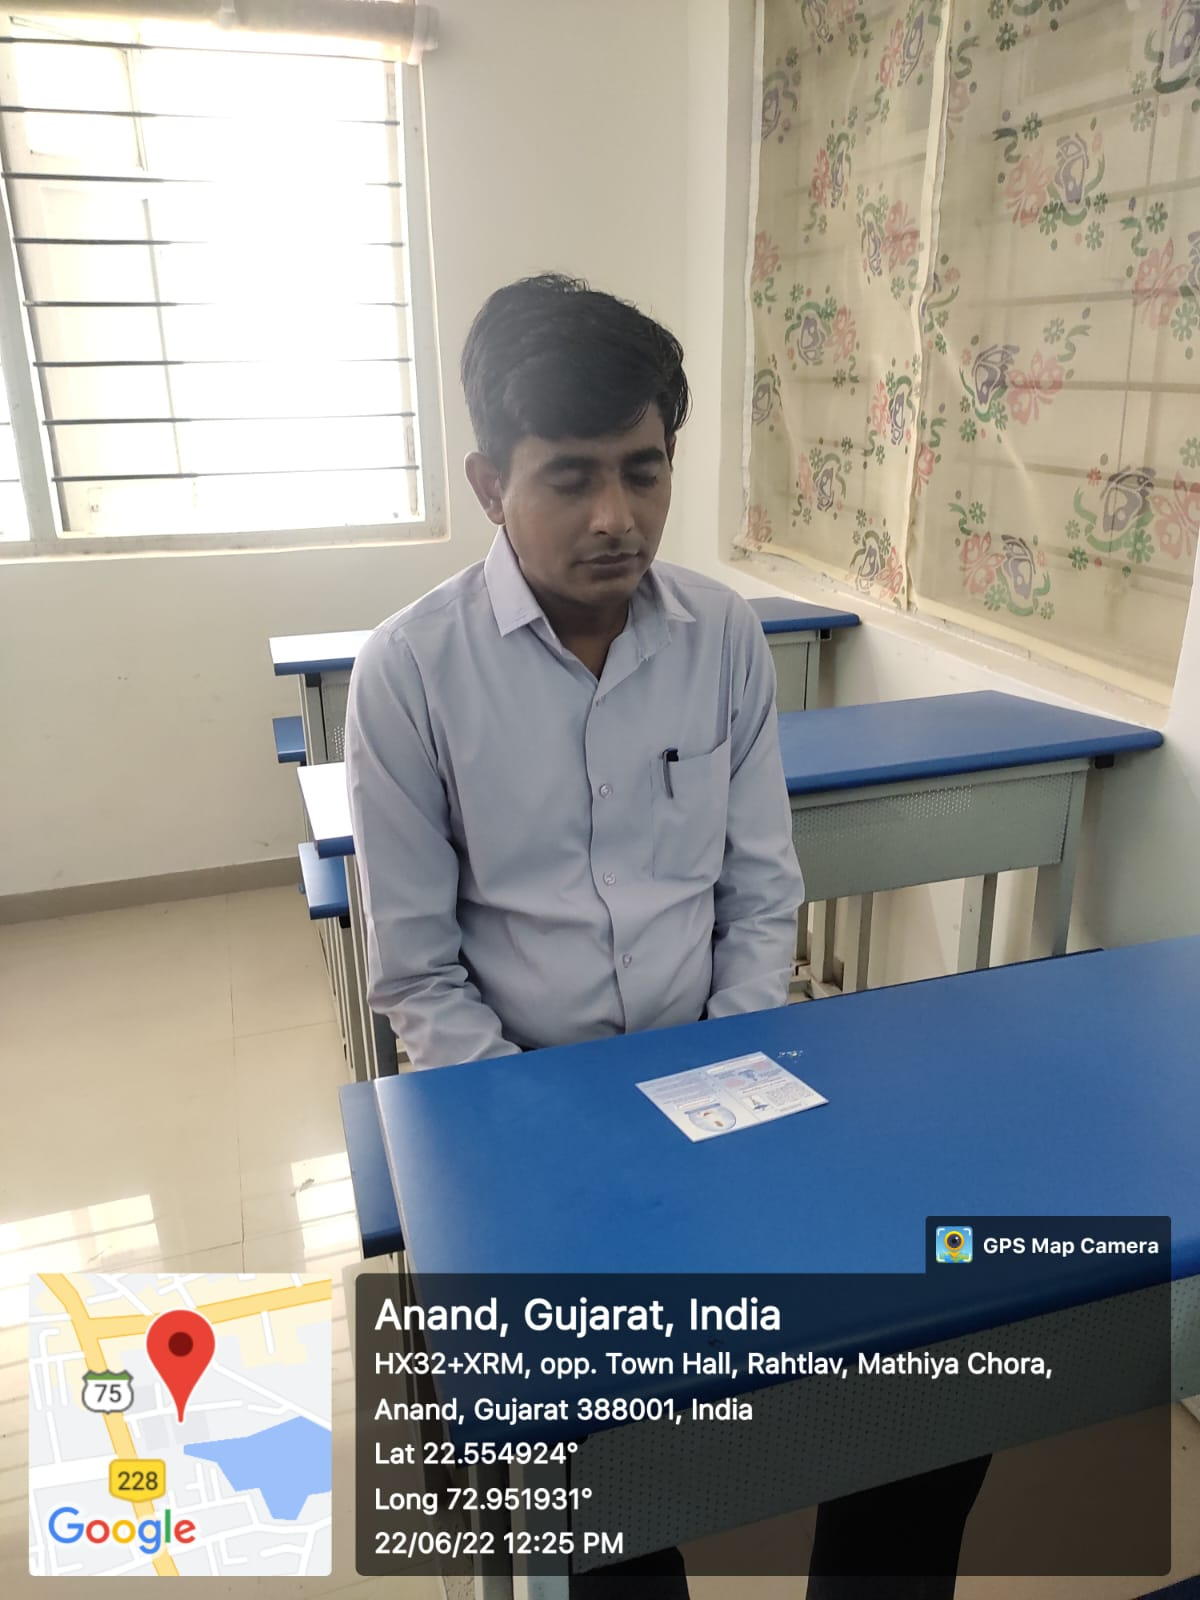 GPS Map Camera
Anand, Gujarat, India
HX32+XRM, opp. Town Hall, Rahtlav, Mathiya Chora,
Anand, Gujarat 388001, India
Lat 22.554924°
Long 72.951931°
22/06/22 12:25 PM
75
228
Google